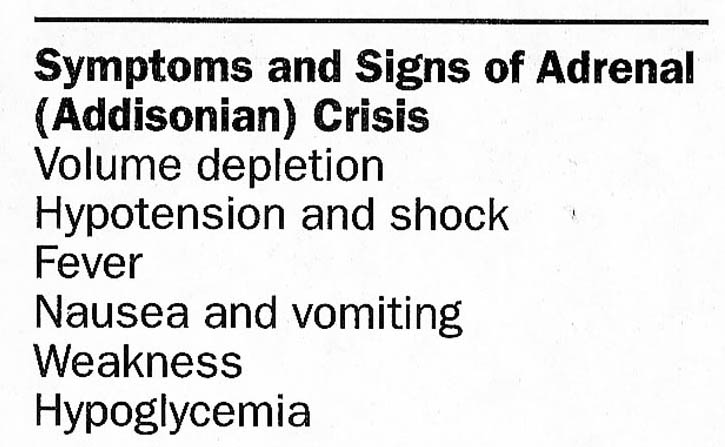 Symptoms and Signs of Adrenal
(Addisonian) Crisis
Volume depletion
Hypotension and shock
Fever
Nausea and vomiting
Weakness
Hypoglycemia